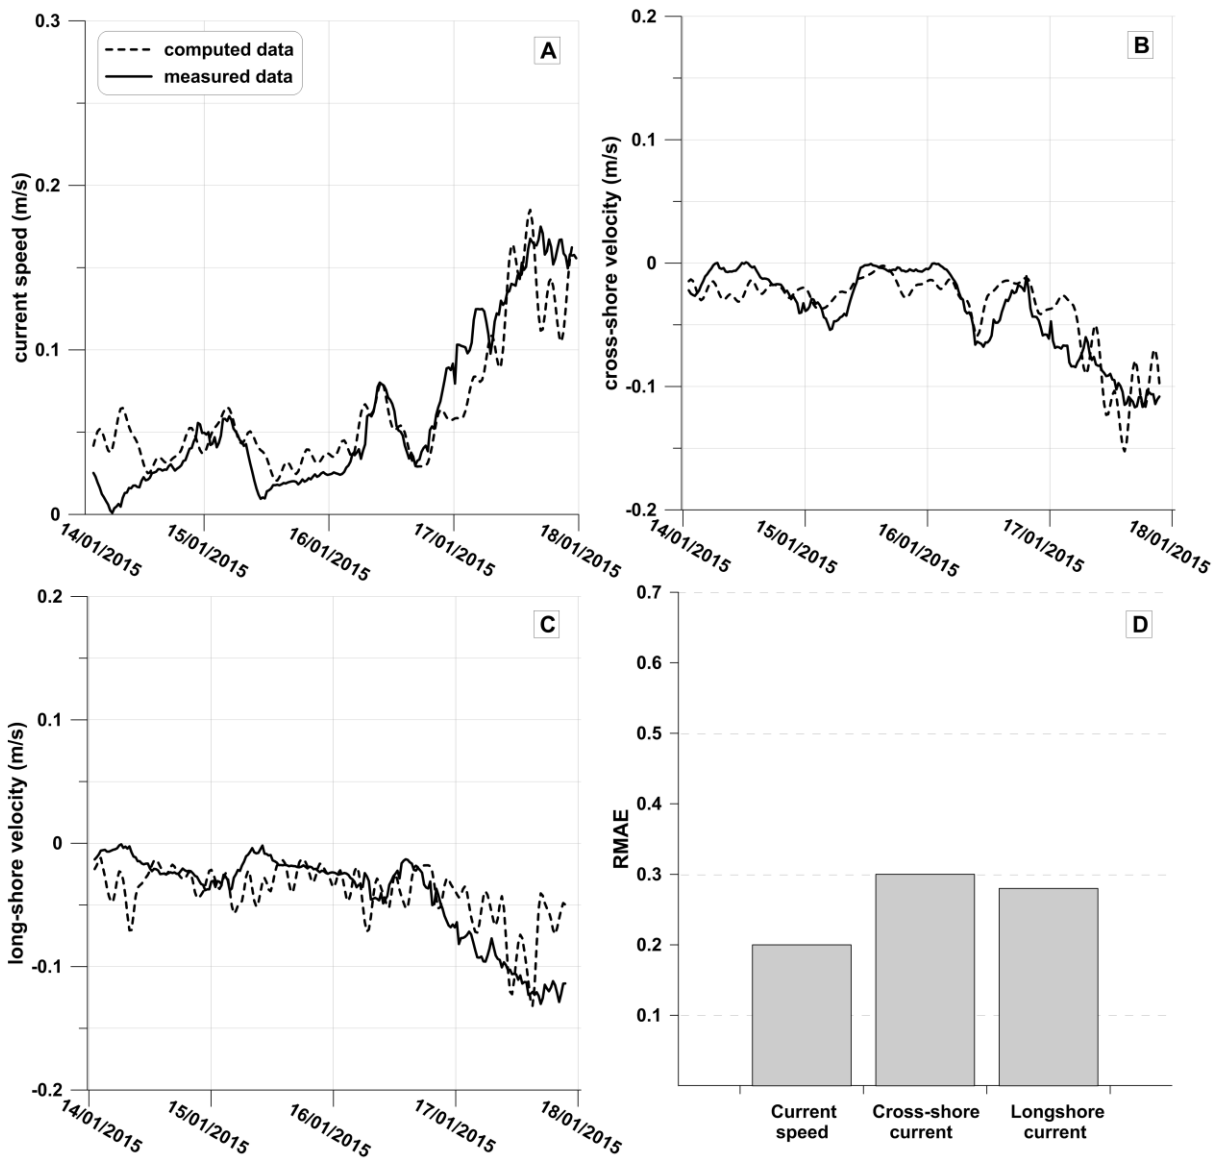 0.3
0.2
0.1
0
current speed (m/s)
computed data
measured data
A
14/01/2015
15/01/2015
16/01/2015
17/01/2015
18/01/2015
0.2
0.1
0
-0.1
-0.2
cross-shore velocity (m/s)
B
14/01/2015
15/01/2015
16/01/2015
17/01/2015
18/01/2015
0.2
0.1
0
-0.1
-0.2
long-shore velocity (m/s)
C
14/01/2015
15/01/2015
16/01/2015
17/01/2015
18/01/2015
0.7
0.6
0.5
0.4
0.3
0.2
0.1
RMAE
D
Current
speed
Cross-shore
current
Longshore
current